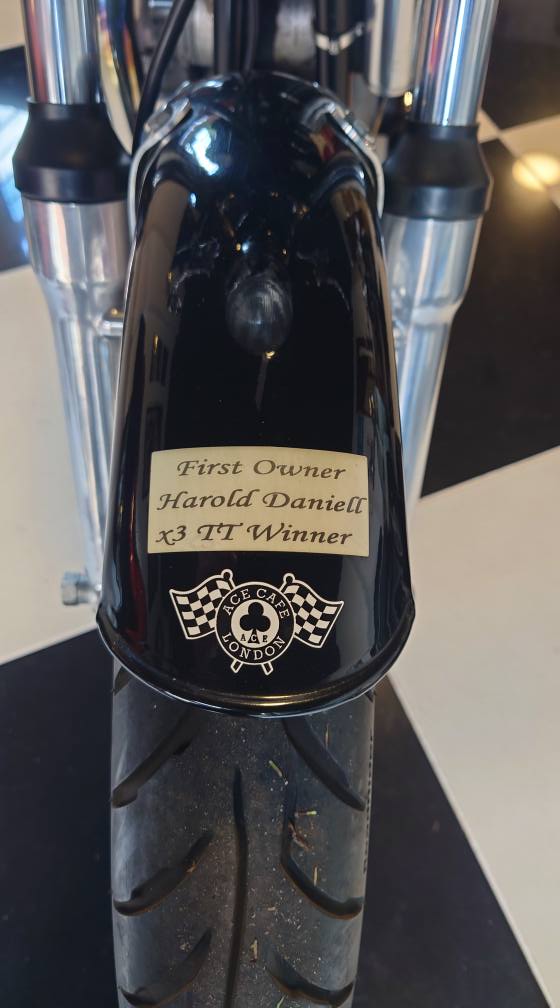 First Owner
Harold Daniell
x3 TT Winner
ACE CAFE
ACE
LONDON